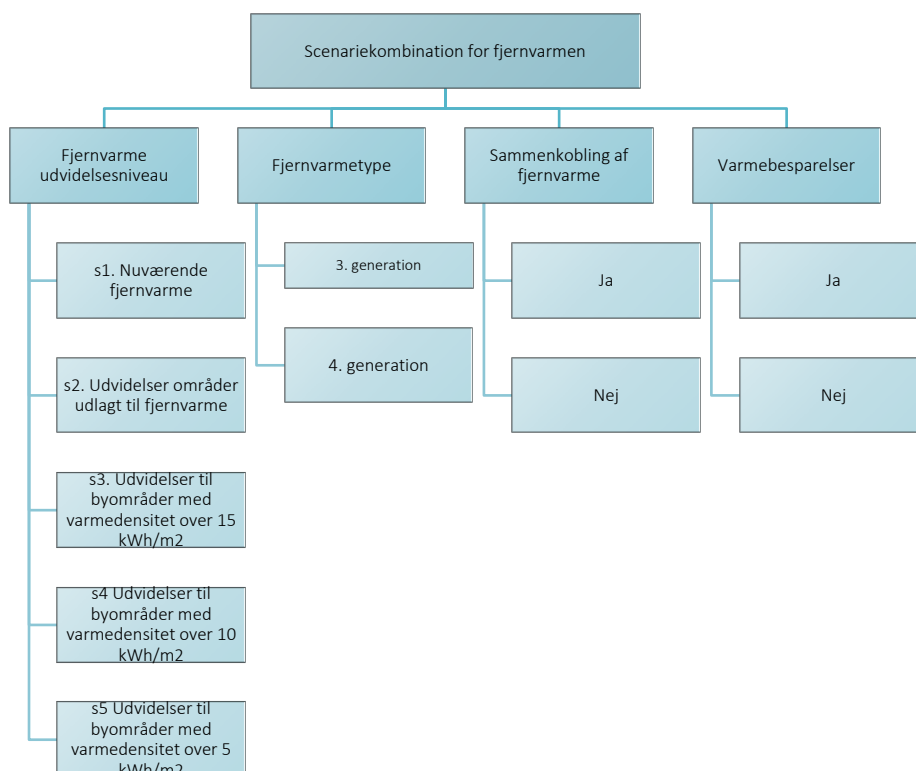 Scenariekombination for fjernvarmen
Fjernvarme
udvidelsesniveau
Fjernvarmetype
Sammenkobling af
fjernvarme
Varmebesparelser
s1. Nuværende
fjernvarme
s2. Udvidelser områder
udlagt til fjernvarme
s3. Udvidelser til
byområder med
varmedensitet over 15
kWh/m2
s4 Udvidelser til
byområder med
varmedensitet over 10
kWh/m2
s5 Udvidelser til
byområder med
varmedensitet over 5
kWh/m2
3. generation
4. generation
Ja
Nej
Ja
Nej